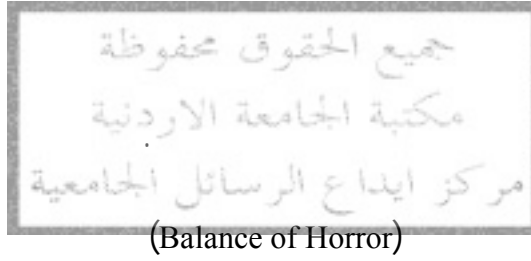 جميع الحقوق محفوظة
مكتبة الجامعة الاردنية
مركز ايداع الرسائل الجامعية
(Balance of Horror)